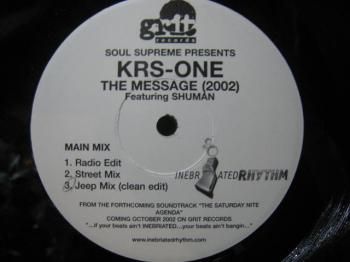 grit
records
SOUL SUPREME PRESENTS
KRS-ONE
THE MESSAGE (2002)
Featuring SHUMAN
MAIN MIX
1. Radio Edit
2. Street Mix
3. Jeep Mix (clean edit)
INEBRIATED RHYTHM
FROM THE FORTHCOMING SOUNDTRACK "THE SATURDAY NITE
AGENDA"
COMING OCTOBER 2002 ON GRIT RECORDS
"...if your beats ain't INEBRIATED...your beats ain't bangin..."
www.inebriatedrhythm.com